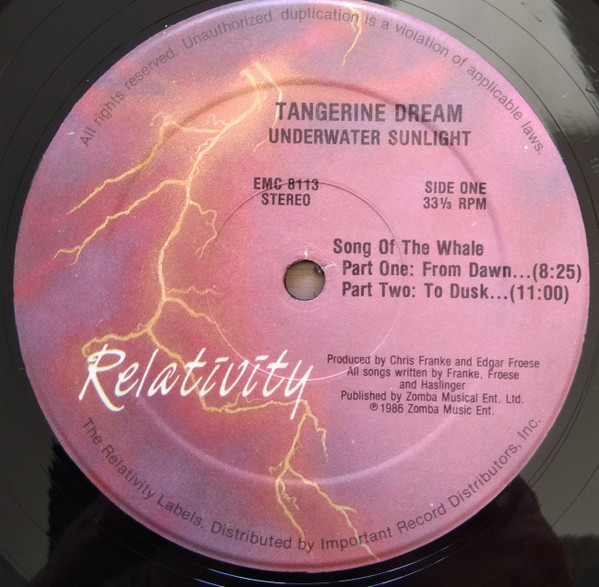 All rights reserved. Unauthorized duplication is a violation of applicable laws.
TANGERINE DREAM
UNDERWATER SUNLIGHT
EMC 8113
STEREO
SIDE ONE
33⅓ RPM
Song Of The Whale
Part One: From Dawn...(8:25)
Part Two: To Dusk...(11:00)
Relativity
Produced by Chris Franke and Edgar Froese
All songs written by Franke, Froese
and Haslinger
Published by Zomba Musical Ent. Ltd.
℗1986 Zomba Music Ent.
The Relativity Labels. Distributed by Important Record Distributors, Inc.